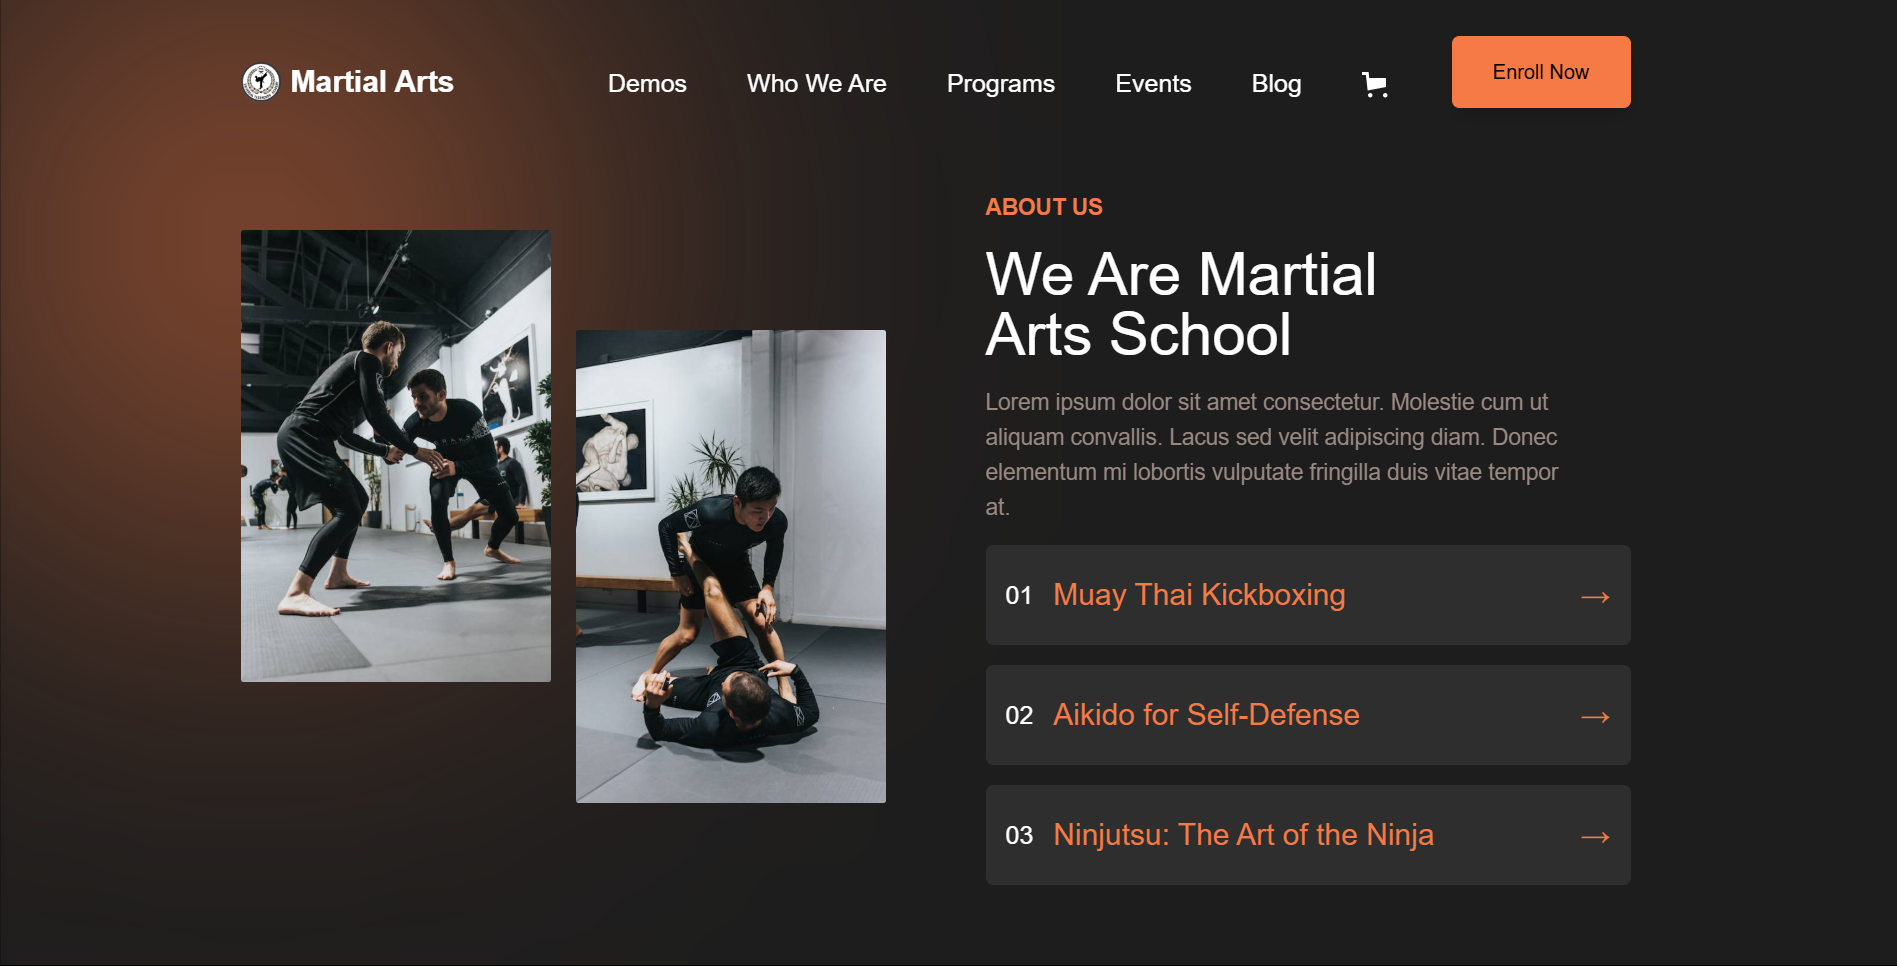 Martial Arts
Demos
Who We Are
Programs
Events
Blog
Enroll Now
ABOUT US
We Are Martial
Arts School
Lorem ipsum dolor sit amet consectetur. Molestie cum ut
aliquam convallis. Lacus sed velit adipiscing diam. Donec
elementum mi lobortis vulputate fringilla duis vitae tempor
at.
01 Muay Thai Kickboxing →
02 Aikido for Self-Defense →
03 Ninjutsu: The Art of the Ninja →